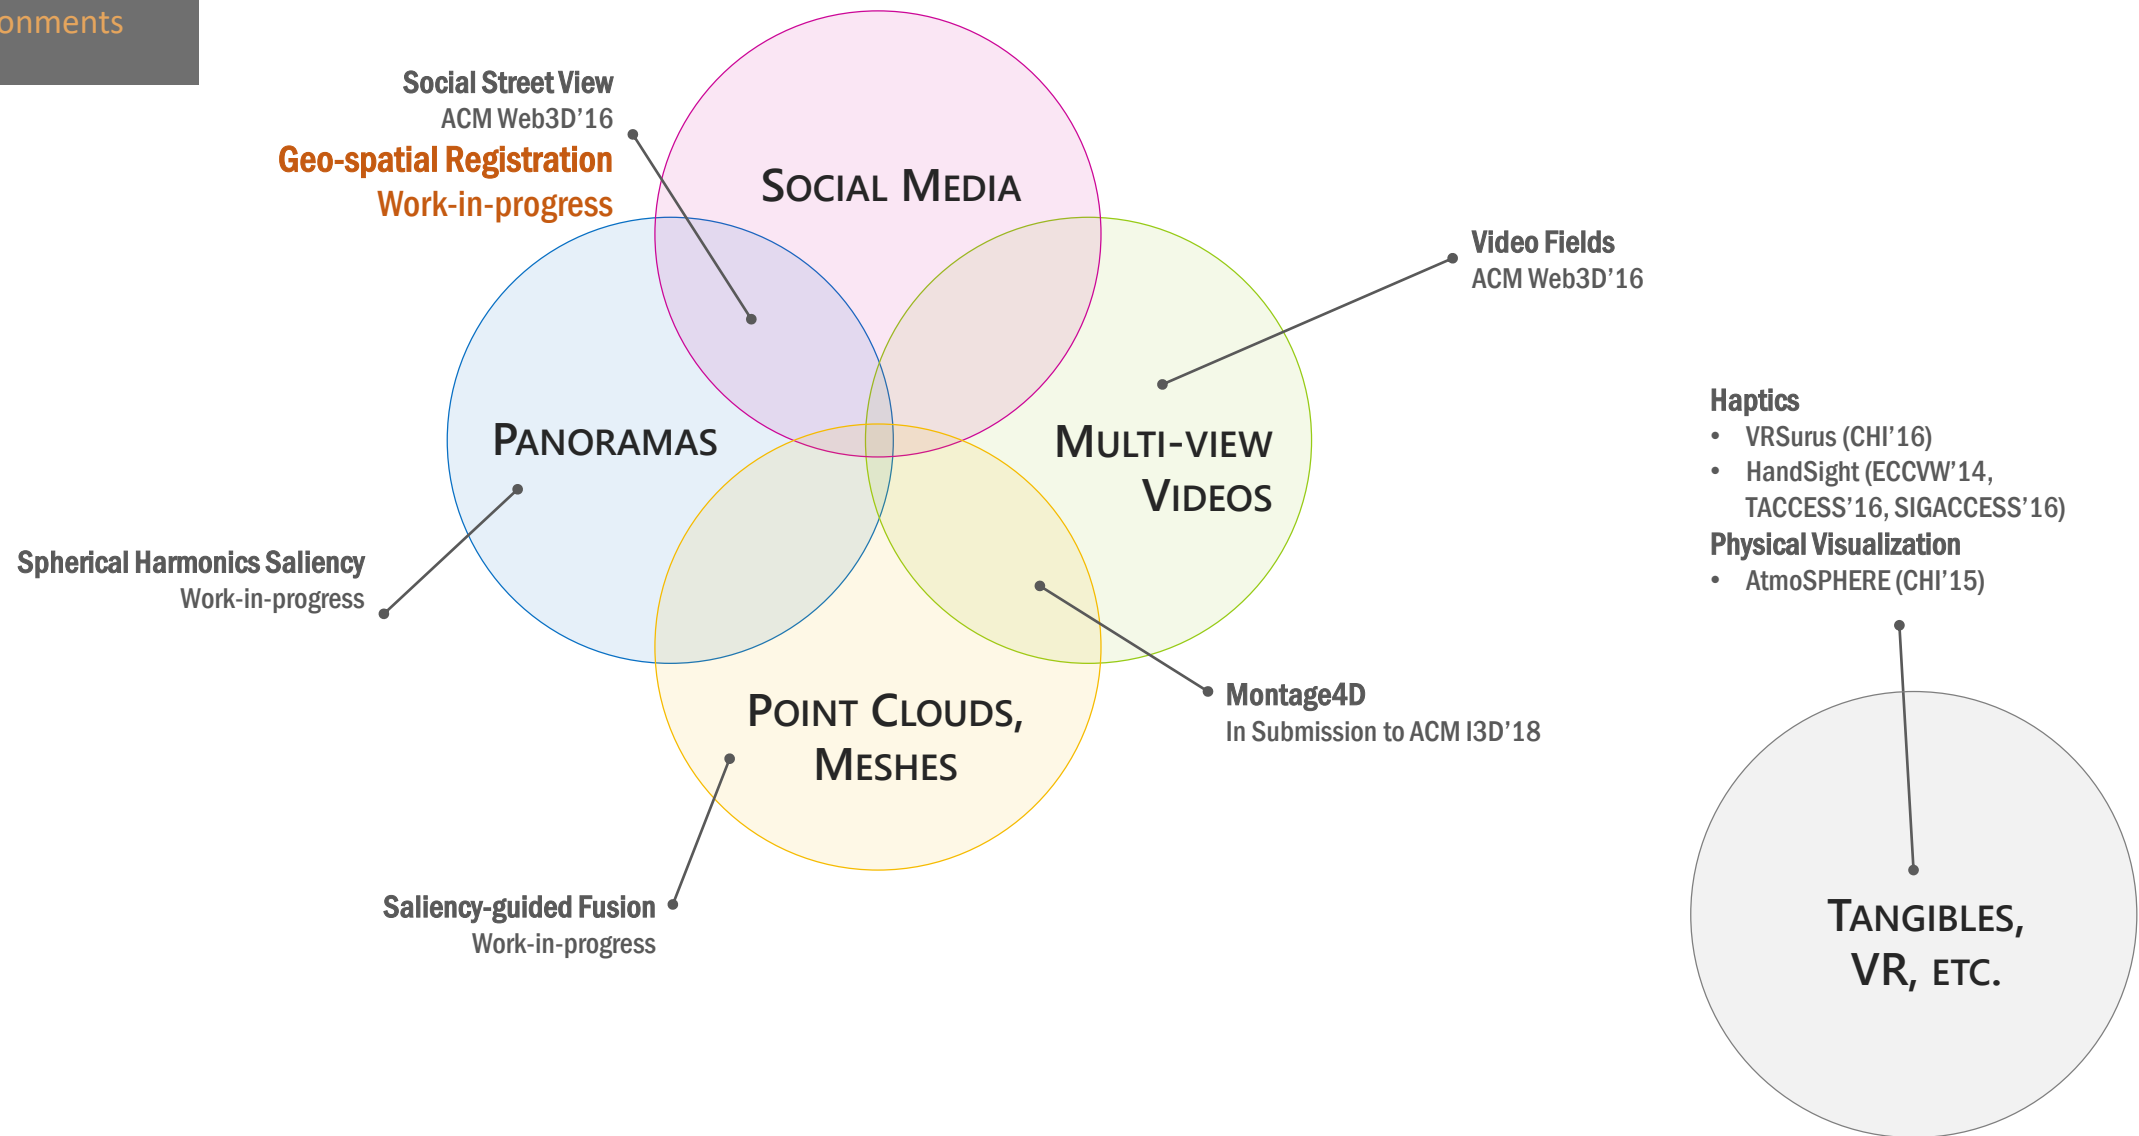 Social Street View
ACM Web3D’16
Geo-spatial Registration
Work-in-progress
SOCIAL MEDIA
Video Fields
ACM Web3D’16
PANORAMAS
MULTI-VIEW
VIDEOS
Haptics
• VRSurus (CHI’16)
• HandSight (ECCVW’14,
TACCESS’16, SIGACCESS’16)
Physical Visualization
• AtmoSPHERE (CHI’15)
Spherical Harmonics Saliency
Work-in-progress
Montage4D
In Submission to ACM I3D’18
POINT CLOUDS,
MESHES
Saliency-guided Fusion
Work-in-progress
TANGIBLES,
VR, ETC.